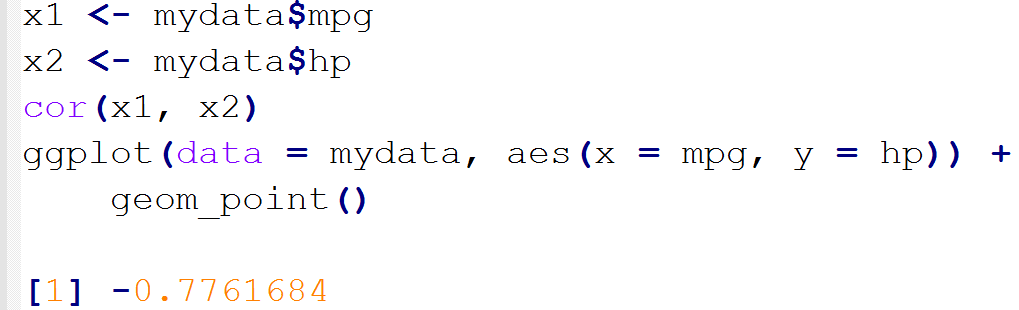 x1 <- mydata$mpg
x2 <- mydata$hp
cor(x1, x2)
ggplot(data = mydata, aes(x = mpg, y = hp)) +
    geom_point()
[1] -0.7761684